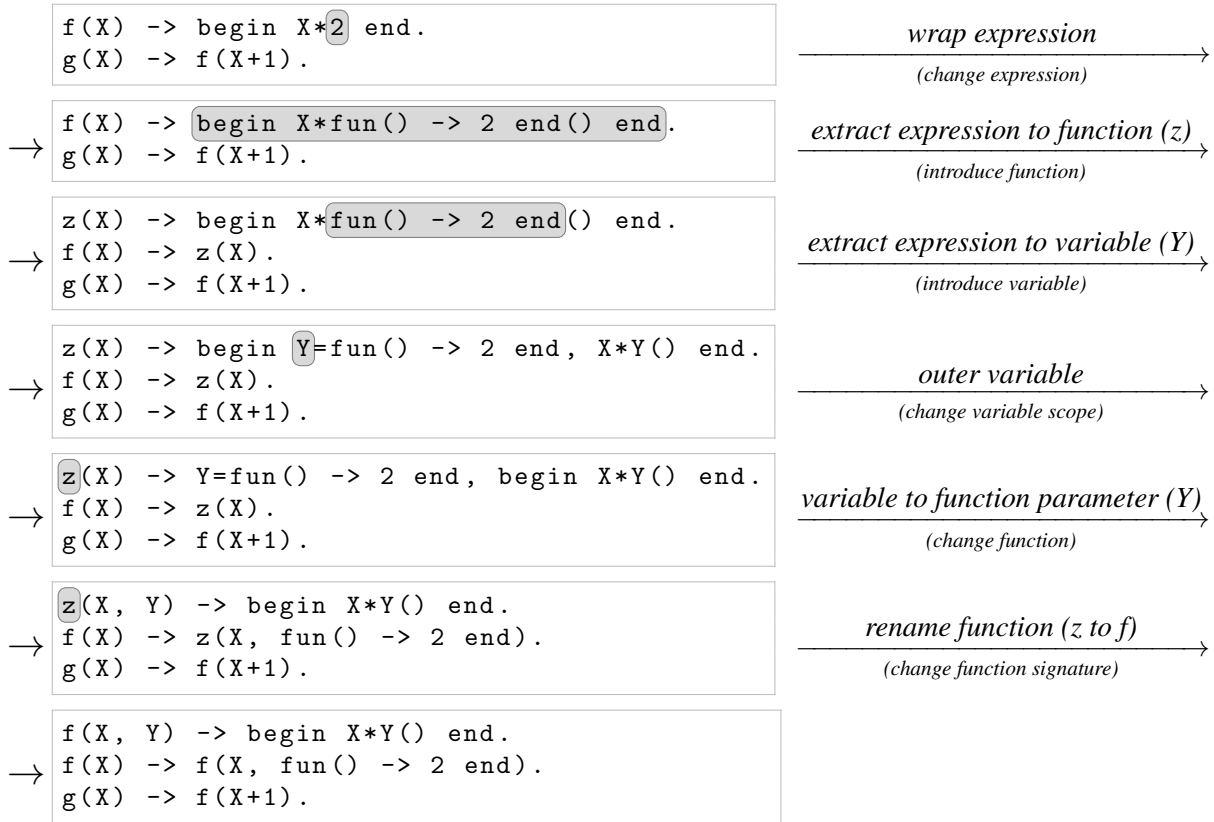 f(X) -> begin X*2 end.
g(X) -> f(X+1).
wrap expression
(change expression)
→ f(X) -> begin X*fun() -> 2 end() end.
g(X) -> f(X+1).
extract expression to function (z)
(introduce function)
→ z(X) -> begin X*fun() -> 2 end() end.
f(X) -> z(X).
g(X) -> f(X+1).
extract expression to variable (Y)
(introduce variable)
→ z(X) -> begin Y=fun() -> 2 end, X*Y() end.
f(X) -> z(X).
g(X) -> f(X+1).
outer variable
(change variable scope)
→ z(X) -> Y=fun() -> 2 end, begin X*Y() end.
f(X) -> z(X).
g(X) -> f(X+1).
variable to function parameter (Y)
(change function)
→ z(X, Y) -> begin X*Y() end.
f(X) -> z(X, fun() -> 2 end).
g(X) -> f(X+1).
rename function (z to f)
(change function signature)
→ f(X, Y) -> begin X*Y() end.
f(X) -> f(X, fun() -> 2 end).
g(X) -> f(X+1).